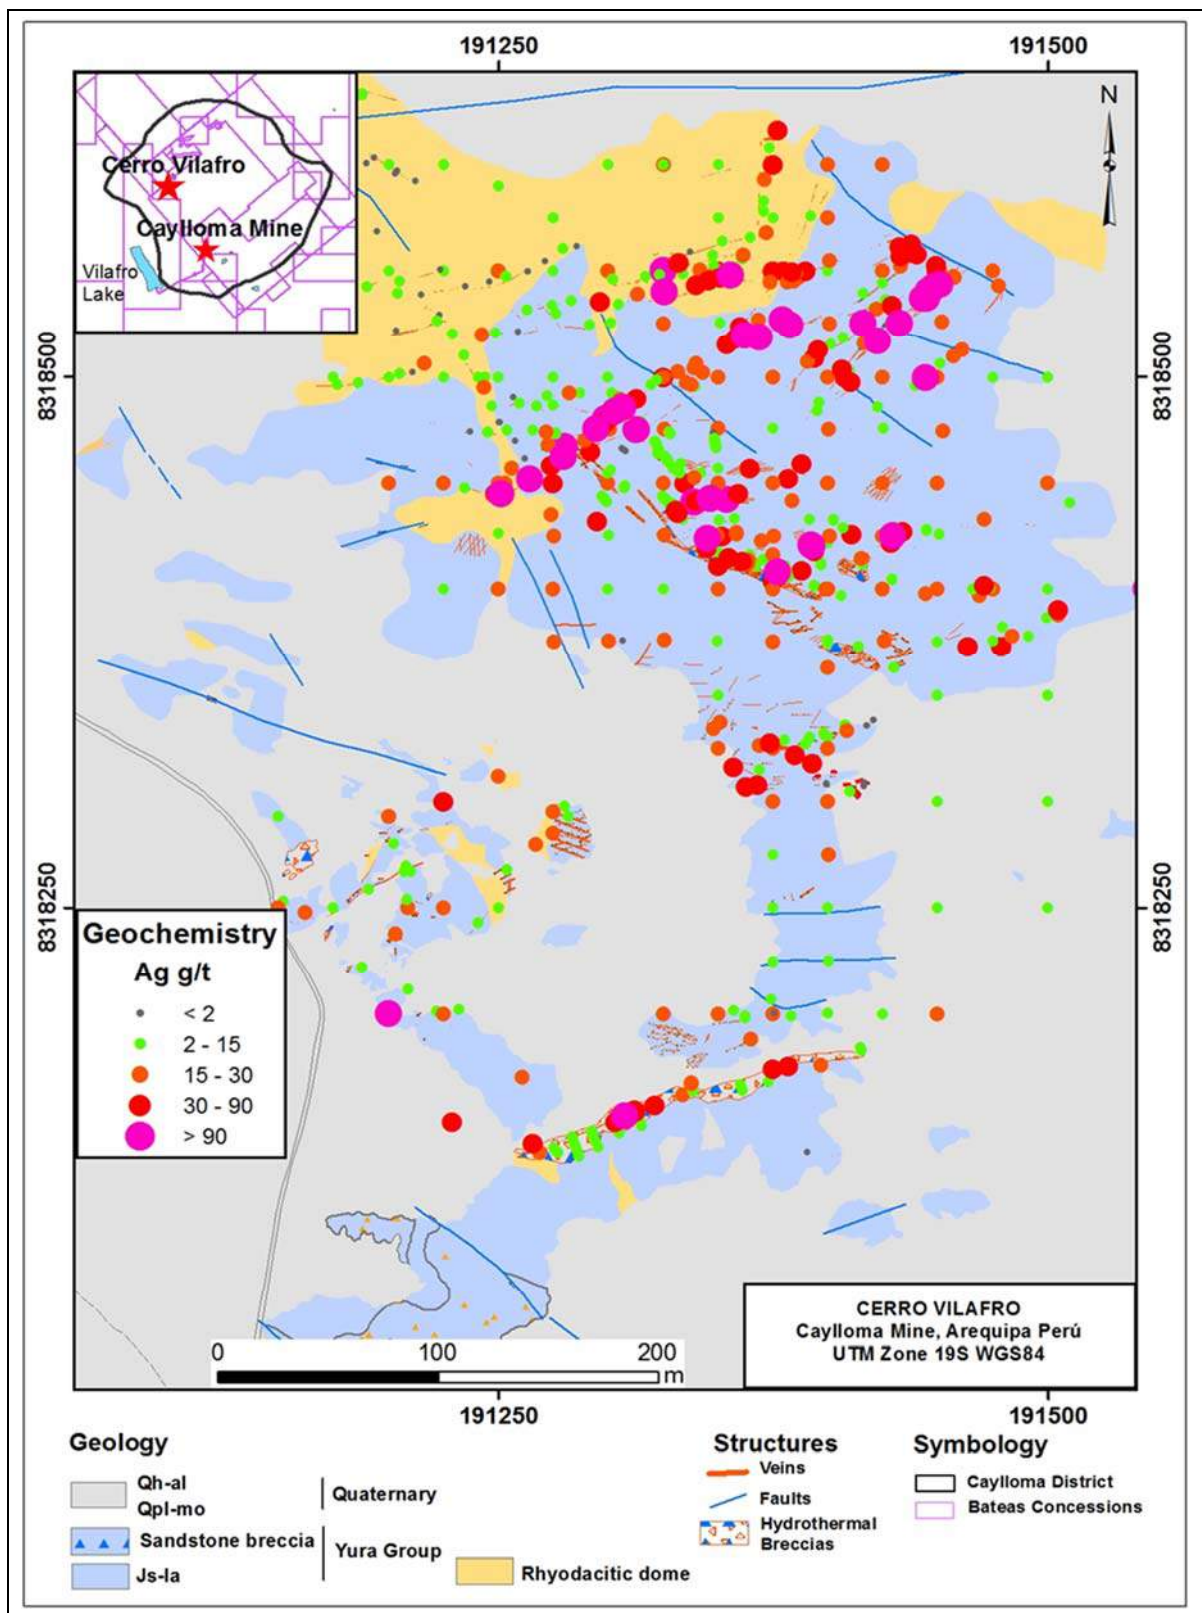 191250
191500
N
Cerro Vilafro
Caylloma Mine
Vilafro
Lake
8318500
8318500
8318250
8318250
Geochemistry
Ag g/t
< 2
2 - 15
15 - 30
30 - 90
> 90
CERRO VILAFRO
Caylloma Mine, Arequipa Perú
UTM Zone 19S WGS84
0
100
200
m
191250
191500
Geology
Qh-al
Qpl-mo
Quaternary
Sandstone breccia
Yura Group
Js-la
Rhyodacitic dome
Structures
Veins
Faults
Hydrothermal
Breccias
Symbology
Caylloma District
Bateas Concessions